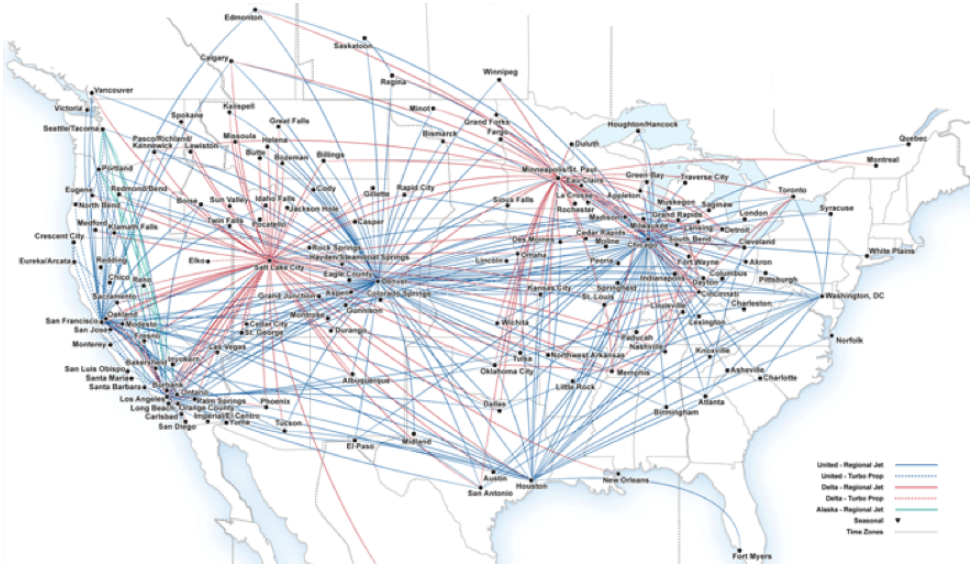 Edmonton
Saskatoon
Calgary
Regina
Winnipeg
Vancouver
Victoria
Kalispell
Minot
Grand Forks
Houghton/Hancock
Spokane
Great Falls
Quebec
Seattle/Tacoma
Missoula
Helena
Bismarck
Fargo
Duluth
Pasco/Richland/
Kennewick
Lewiston
Butte
Bozeman
Billings
Montreal
Portland
Minneapolis/St. Paul
Eau Claire
Green Bay
Traverse City
Eugene
Redmond/Bend
Boise
Sun Valley
Idaho Falls
Cody
Gillette
Rapid City
La Crosse
Appleton
Toronto
North Bend
Jackson Hole
Sioux Falls
Rochester
Muskegon
Saginaw
London
Syracuse
Medford
Klamath Falls
Twin Falls
Pocatello
Casper
Madison
Grand Rapids
Milwaukee
Lansing
Detroit
Crescent City
Cedar Rapids
Des Moines
Moline
Chicago
South Bend
Cleveland
Rock Springs
Hayden/Steamboat Springs
White Plains
Eureka/Arcata
Redding
Elko
Salt Lake City
Lincoln
Omaha
Peoria
Fort Wayne
Akron
Chico
Reno
Eagle County
Denver
Indianapolis
Columbus
Pittsburgh
Dayton
Sacramento
Grand Junction
Aspen
Colorado Springs
Kansas City
Springfield
St. Louis
Cincinnati
Washington, DC
Oakland
Gunnison
Louisville
Charleston
San Francisco
Modesto
Montrose
Lexington
San Jose
Cedar City
St. George
Durango
Wichita
Paducah
Norfolk
Monterey
Fresno
Las Vegas
Nashville
Bakersfield
Inyokern
Tulsa
Northwest Arkansas
Knoxville
San Luis Obispo
Oklahoma City
Memphis
Asheville
Santa Maria
Albuquerque
Little Rock
Charlotte
Santa Barbara
Burbank
Ontario
Los Angeles
Palm Springs
Phoenix
Dallas
Atlanta
Long Beach
Orange County
Birmingham
Carlsbad
Imperial/El Centro
San Diego
Yuma
Tucson
El Paso
Midland
Austin
San Antonio
Houston
New Orleans
Fort Myers
United - Regional Jet
United - Turbo Prop
Delta - Regional Jet
Delta - Turbo Prop
Alaska - Regional Jet
Seasonal
Time Zones